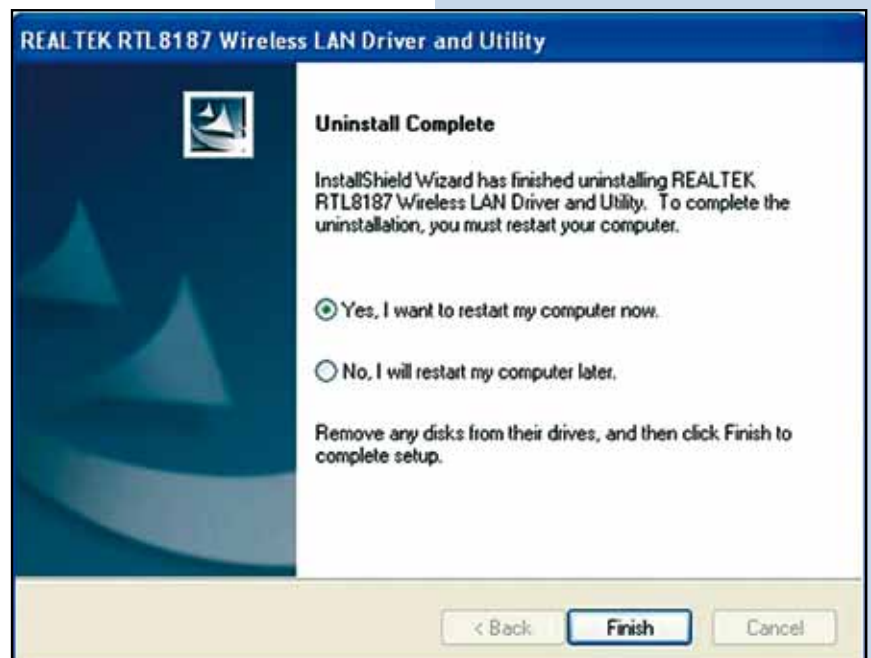 REALTEK RTL8187 Wireless LAN Driver and Utility
Uninstall Complete
InstallShield Wizard has finished uninstalling REALTEK
RTL8187 Wireless LAN Driver and Utility. To complete the
uninstallation, you must restart your computer.
Yes, I want to restart my computer now.
No, I will restart my computer later.
Remove any disks from their drives, and then click Finish to
complete setup.
< Back
Finish
Cancel